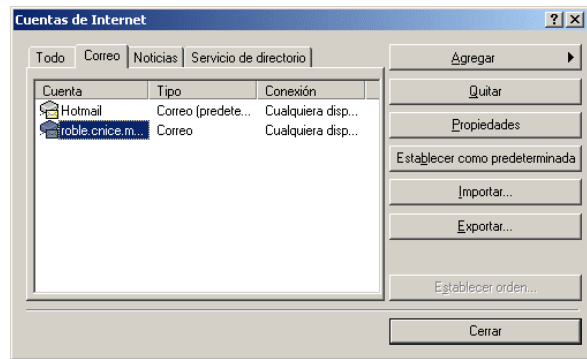 Cuentas de Internet
Todo Correo Noticias Servicio de directorio
Cuenta Tipo Conexión
Hotmail Correo (predete... Cualquiera disp...
roble.cnice.m... Correo Cualquiera disp...
Agregar
Quitar
Propiedades
Establecer como predeterminada
Importar...
Exportar...
Establecer orden...
Cerrar